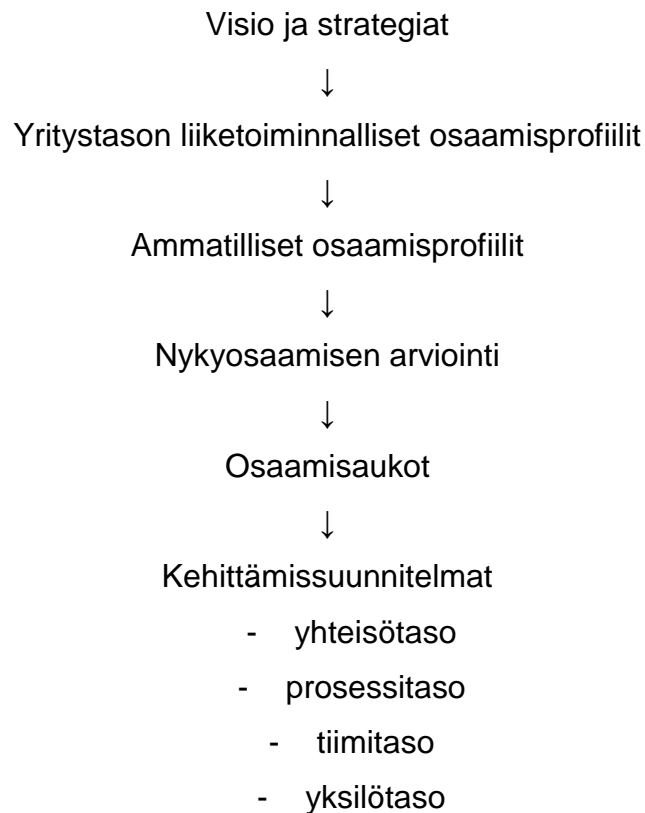 Visio ja strategiat
↓
Yritystason liiketoiminnalliset osaamisprofiilit
↓
Ammatilliset osaamisprofiilit
↓
Nykyosaamisen arviointi
↓
Osaamisaukot
↓
Kehittämissuunnitelmat
- yhteisötaso
- prosessitaso
- tiimitaso
- yksilötaso